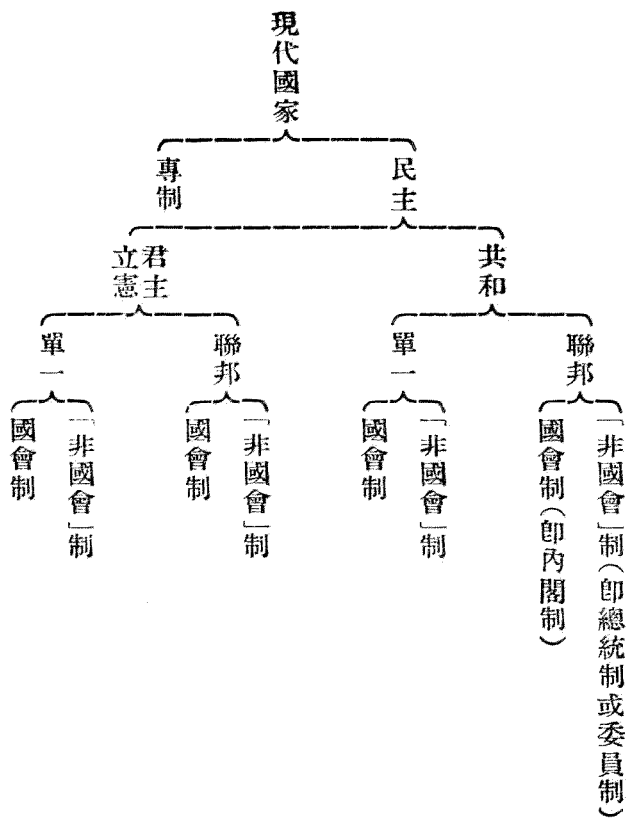 現代國家
民主
專制
共和
君主
立憲
聯邦
單一
聯邦
單一
「非國會」制(卽總統制或委員制)
國會制(卽內閣制)
「非國會」制
國會制
「非國會」制
國會制
「非國會」制
國會制